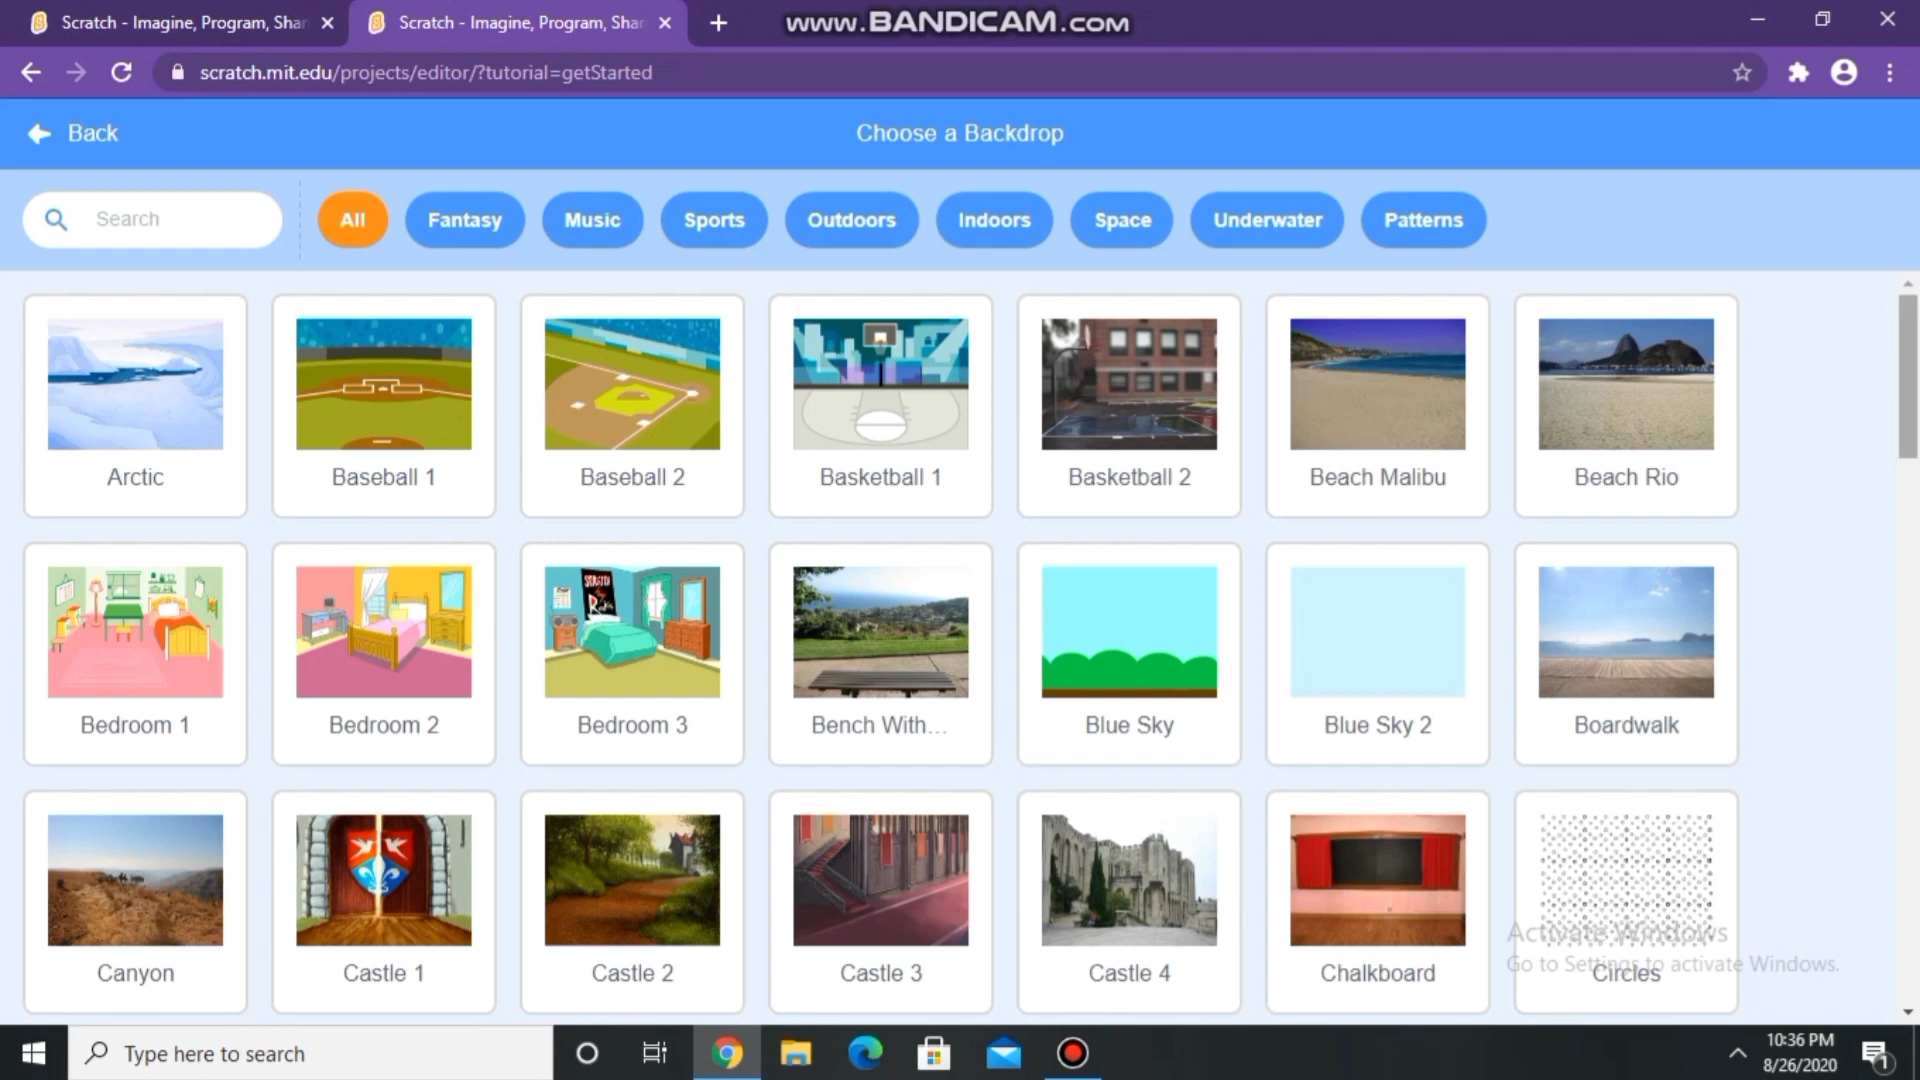 Scratch - Imagine, Program, Shar
Scratch - Imagine, Program, Shar
www.BANDICAM.com
scratch.mit.edu/projects/editor/?tutorial=getStarted
Back
Choose a Backdrop
Search
All
Fantasy
Music
Sports
Outdoors
Indoors
Space
Underwater
Patterns
Arctic
Baseball 1
Baseball 2
Basketball 1
Basketball 2
Beach Malibu
Beach Rio
Bedroom 1
Bedroom 2
Bedroom 3
Bench With...
Blue Sky
Blue Sky 2
Boardwalk
Canyon
Castle 1
Castle 2
Castle 3
Castle 4
Chalkboard
Circles
Activate Windows
Go to Settings to activate Windows.
Type here to search
10:36 PM
8/26/2020
1